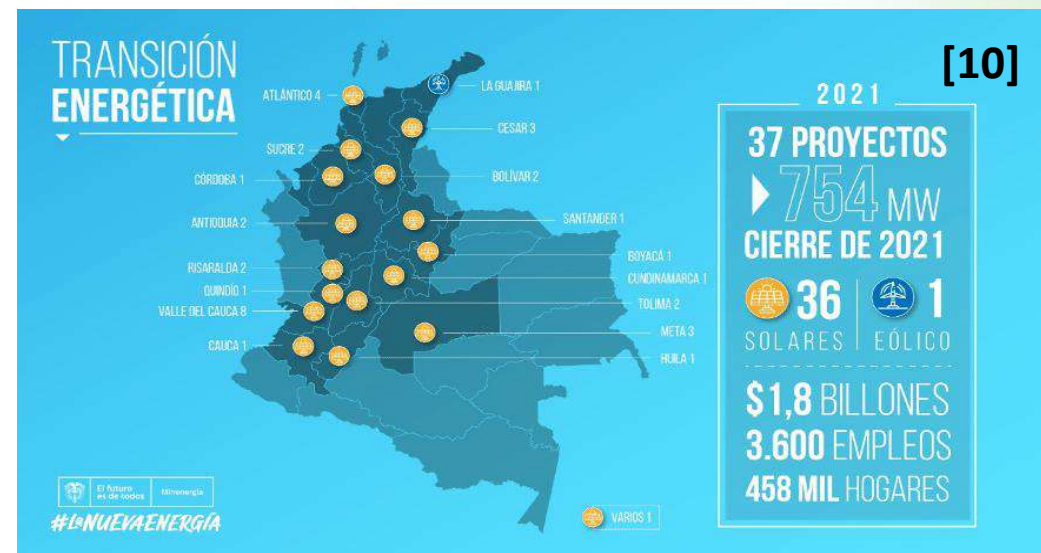 TRANSICIÓN
ENERGÉTICA
[10]
ATLÁNTICO 4
LA GUAJIRA 1
CESAR 3
SUCRE 2
CÓRDOBA 1
BOLÍVAR 2
ANTIOQUIA 2
SANTANDER 1
BOYACÁ 1
RISARALDA 2
CUNDINAMARCA 1
QUINDÍO 1
TOLIMA 2
VALLE DEL CAUCA 8
META 3
CAUCA 1
HUILA 1
VARIOS 1
2021
37 PROYECTOS
754 MW
CIERRE DE 2021
36 1
SOLARES EÓLICO
$1,8 BILLONES
3.600 EMPLEOS
458 MIL HOGARES
El futuro
es de todos
Minenergía
#LaNUEVAENERGÍA